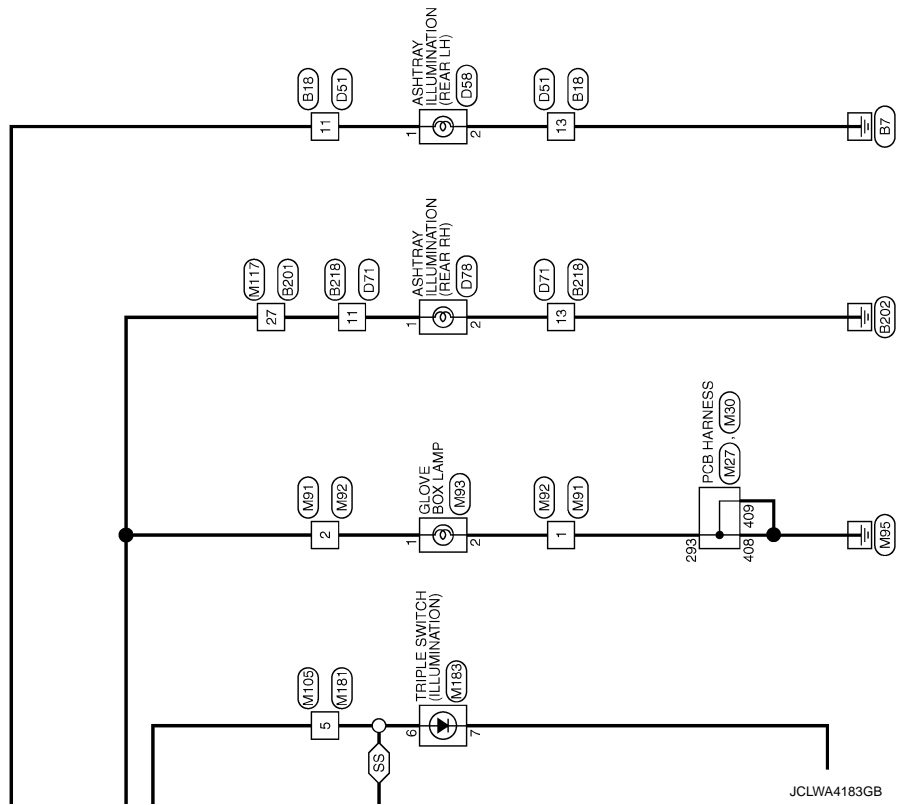 B18
D51
11
ASHTRAY
ILLUMINATION
(REAR LH)
D58
1
2
D51
B18
13
B7
M117
B201
27
B218
D71
11
ASHTRAY
ILLUMINATION
(REAR RH)
D78
1
2
D71
B218
13
B202
M91
M92
2
GLOVE
BOX LAMP
M93
1
2
M92
M91
1
PCB HARNESS
M27 , M30
293
409
408
M95
M105
M181
5
SS
TRIPLE SWITCH
(ILLUMINATION)
M183
6
7
JCLWA4183GB